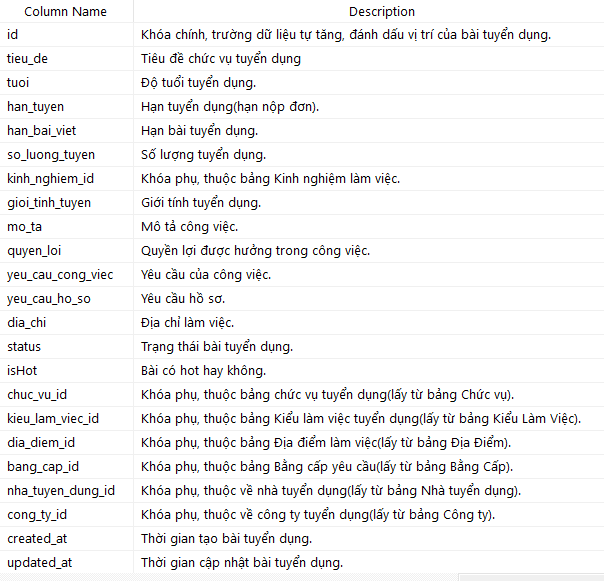 Column Name Description
id Khóa chính, trường dữ liệu tự tăng, đánh dấu vị trí của bài tuyển dụng.
tieu_de Tiêu đề chức vụ tuyển dụng
tuoi Độ tuổi tuyển dụng.
han_tuyen Hạn tuyển dụng(hạn nộp đơn).
han_bai_viet Hạn bài tuyển dụng.
so_luong_tuyen Số lượng tuyển dụng.
kinh_nghiem_id Khóa phụ, thuộc bảng Kinh nghiệm làm việc.
gioi_tinh_tuyen Giới tính tuyển dụng.
mo_ta Mô tả công việc.
quyen_loi Quyền lợi được hưởng trong công việc.
yeu_cau_cong_viec Yêu cầu của công việc.
yeu_cau_ho_so Yêu cầu hồ sơ.
dia_chi Địa chỉ làm việc.
status Trạng thái bài tuyển dụng.
isHot Bài có hot hay không.
chuc_vu_id Khóa phụ, thuộc bảng chức vụ tuyển dụng(lấy từ bảng Chức vụ).
kieu_lam_viec_id Khóa phụ, thuộc bảng Kiểu làm việc tuyển dụng(lấy từ bảng Kiểu Làm Việc).
dia_diem_id Khóa phụ, thuộc bảng Địa điểm làm việc(lấy từ bảng Địa Điểm).
bang_cap_id Khóa phụ, thuộc bảng Bằng cấp yêu cầu(lấy từ bảng Bằng Cấp).
nha_tuyen_dung_id Khóa phụ, thuộc về nhà tuyển dụng(lấy từ bảng Nhà tuyển dụng).
cong_ty_id Khóa phụ, thuộc về công ty tuyển dụng(lấy từ bảng Công ty).
created_at Thời gian tạo bài tuyển dụng.
updated_at Thời gian cập nhật bài tuyển dụng.